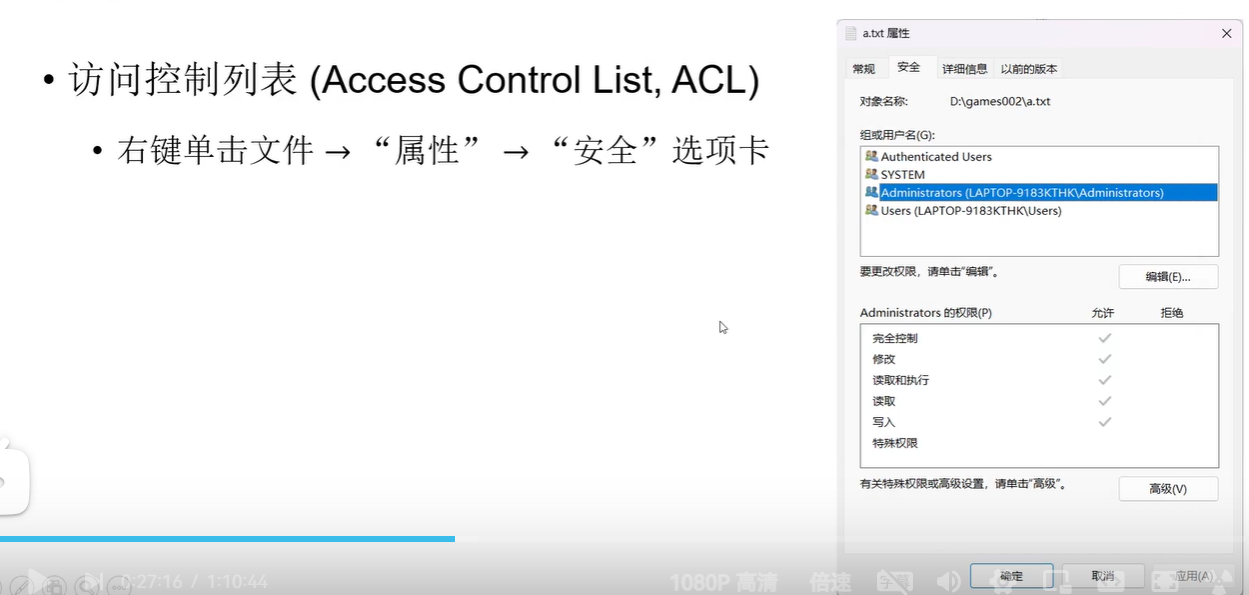 • 访问控制列表 (Access Control List, ACL)
• 右键单击文件 → “属性” → “安全”选项卡
a.txt 属性
常规 安全 详细信息 以前的版本
对象名称: D:\games002\a.txt
组或用户名(G):
Authenticated Users
SYSTEM
Administrators (LAPTOP-9183KTHK\Administrators)
Users (LAPTOP-9183KTHK\Users)
要更改权限，请单击“编辑”。
编辑(E)...
Administrators 的权限(P) 允许 拒绝
完全控制
修改
读取和执行
读取
写入
特殊权限
有关特殊权限或高级设置，请单击“高级”。
高级(V)
确定 取消 应用(A)
0:27:16 / 1:10:44 1080P 高清 倍速 字幕